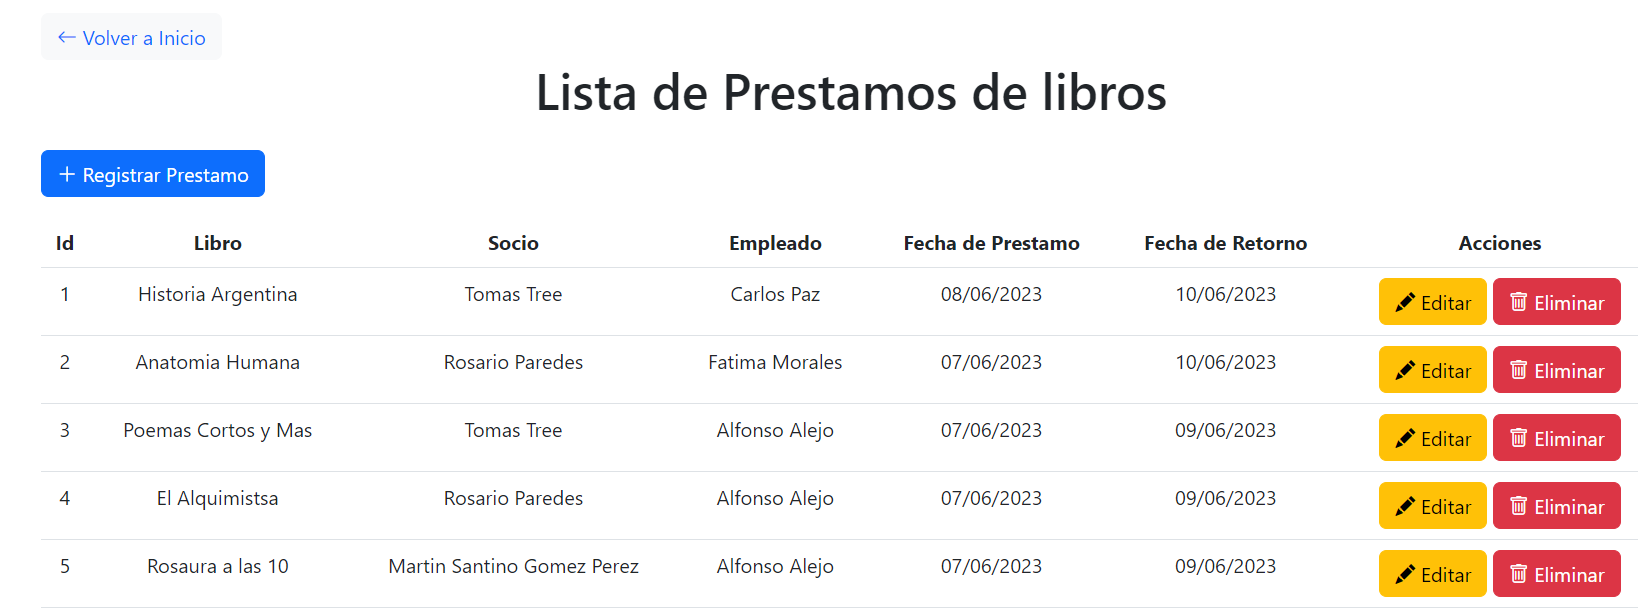 Volver a Inicio
Lista de Prestamos de libros
Registrar Prestamo
Id Libro Socio Empleado Fecha de Prestamo Fecha de Retorno Acciones
1 Historia Argentina Tomas Tree Carlos Paz 08/06/2023 10/06/2023 Editar Eliminar
2 Anatomia Humana Rosario Paredes Fatima Morales 07/06/2023 10/06/2023 Editar Eliminar
3 Poemas Cortos y Mas Tomas Tree Alfonso Alejo 07/06/2023 09/06/2023 Editar Eliminar
4 El Alquimistsa Rosario Paredes Alfonso Alejo 07/06/2023 09/06/2023 Editar Eliminar
5 Rosaura a las 10 Martin Santino Gomez Perez Alfonso Alejo 07/06/2023 09/06/2023 Editar Eliminar